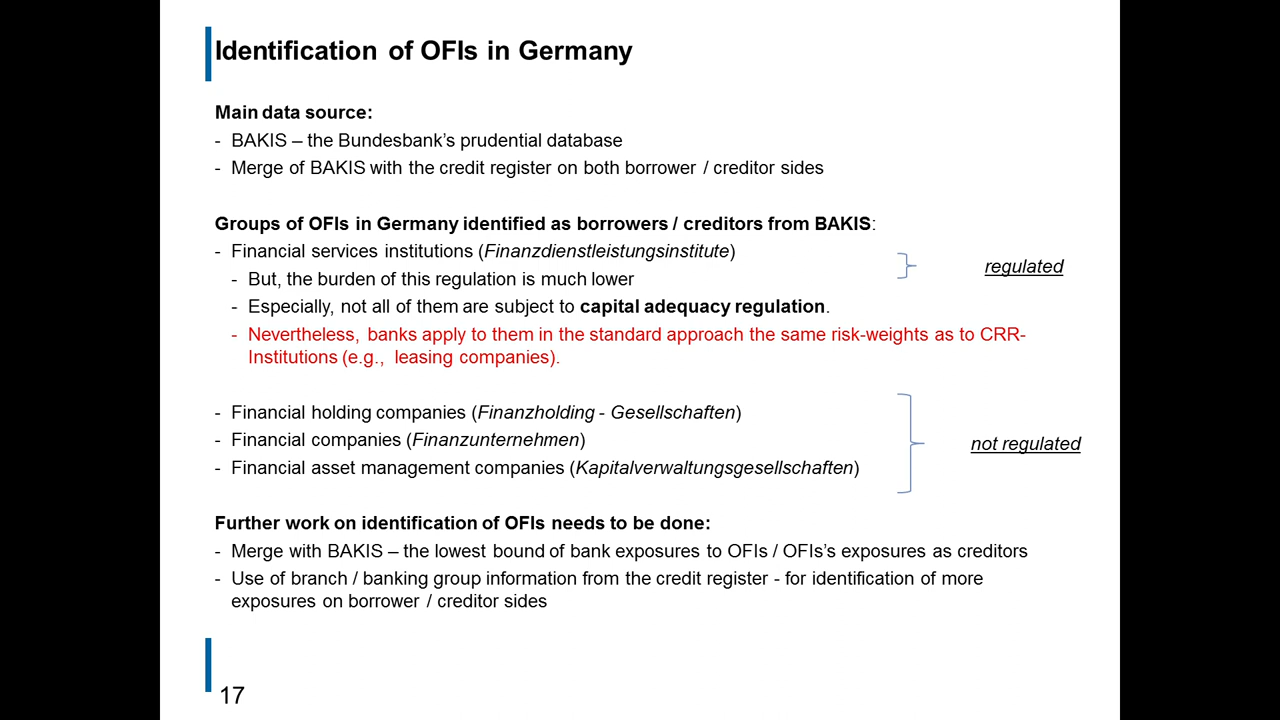 Identification of OFIs in Germany
Main data source:
- BAKIS – the Bundesbank’s prudential database
- Merge of BAKIS with the credit register on both borrower / creditor sides
Groups of OFIs in Germany identified as borrowers / creditors from BAKIS:
- Financial services institutions (Finanzdienstleistungsinstitute)
regulated
- But, the burden of this regulation is much lower
- Especially, not all of them are subject to capital adequacy regulation.
- Nevertheless, banks apply to them in the standard approach the same risk-weights as to CRR-
Institutions (e.g., leasing companies).
- Financial holding companies (Finanzholding - Gesellschaften)
- Financial companies (Finanzunternehmen)
not regulated
- Financial asset management companies (Kapitalverwaltungsgesellschaften)
Further work on identification of OFIs needs to be done:
- Merge with BAKIS – the lowest bound of bank exposures to OFIs / OFIs’s exposures as creditors
- Use of branch / banking group information from the credit register - for identification of more
exposures on borrower / creditor sides
17